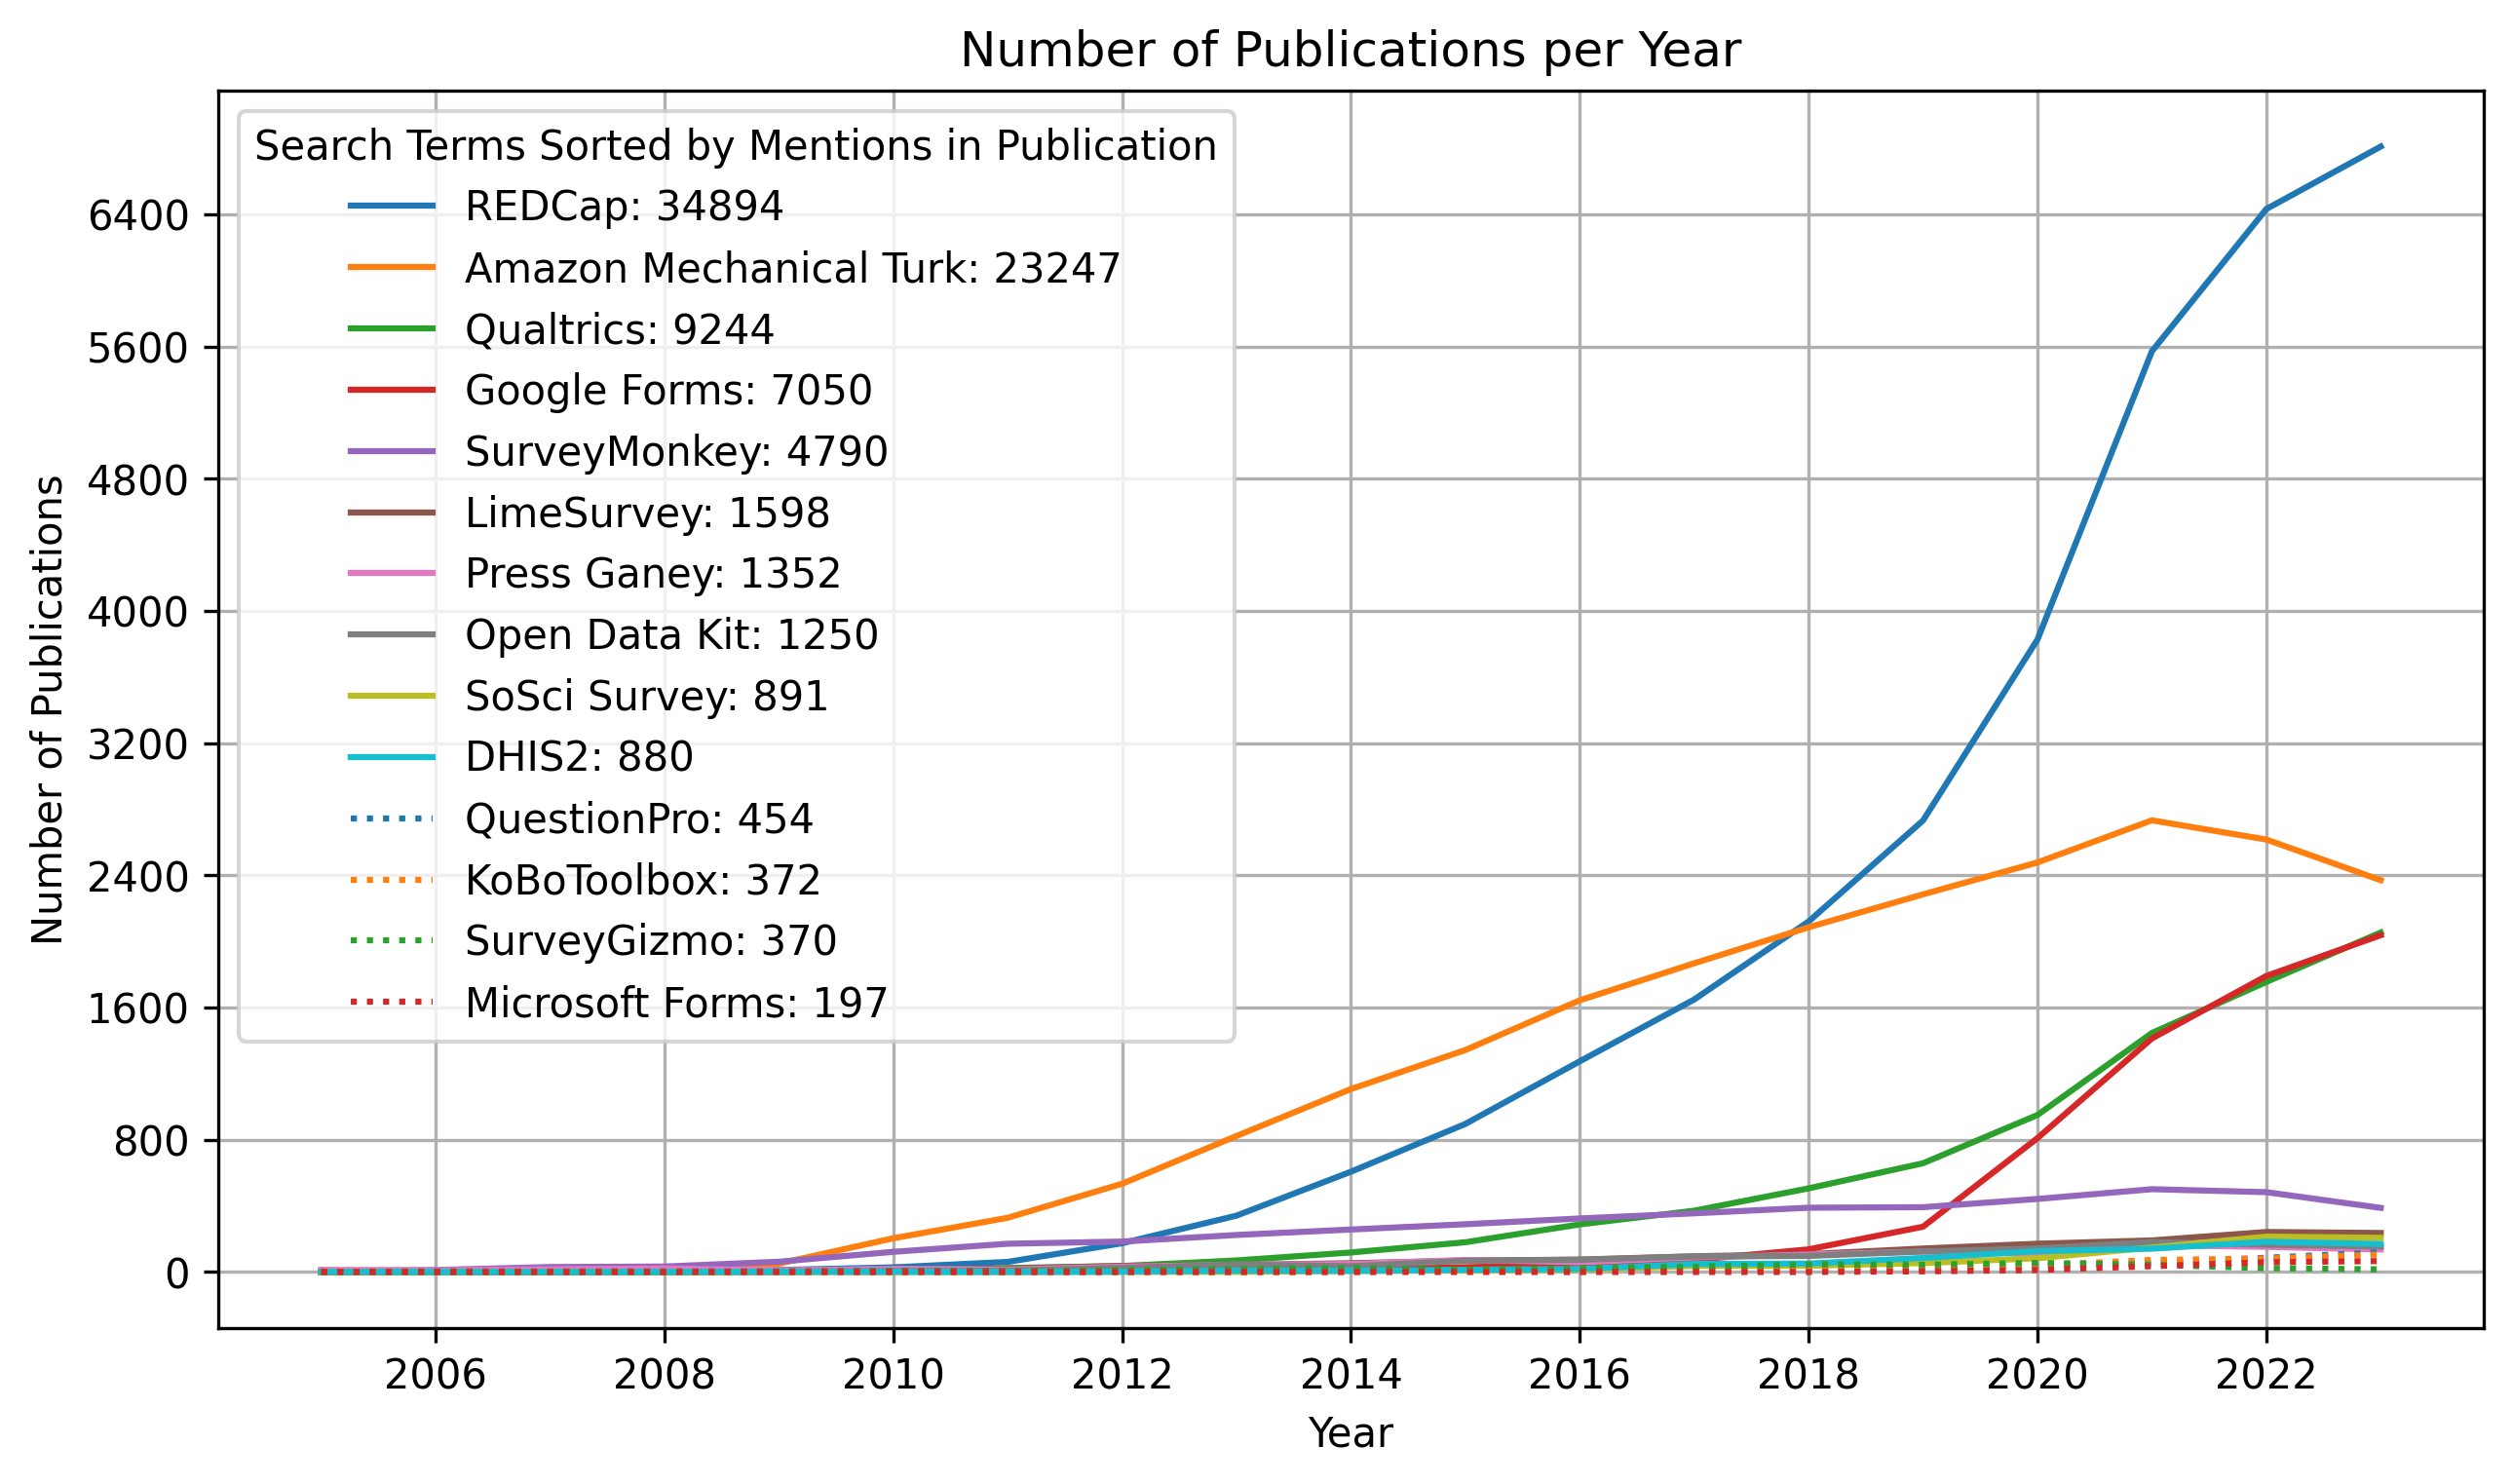 Number of Publications per Year
Search Terms Sorted by Mentions in Publication
REDCap: 34894
Amazon Mechanical Turk: 23247
Qualtrics: 9244
Google Forms: 7050
SurveyMonkey: 4790
LimeSurvey: 1598
Press Ganey: 1352
Open Data Kit: 1250
SoSci Survey: 891
DHIS2: 880
QuestionPro: 454
KoBoToolbox: 372
SurveyGizmo: 370
Microsoft Forms: 197
Number of Publications
6400
5600
4800
4000
3200
2400
1600
800
0
2006 2008 2010 2012 2014 2016 2018 2020 2022
Year